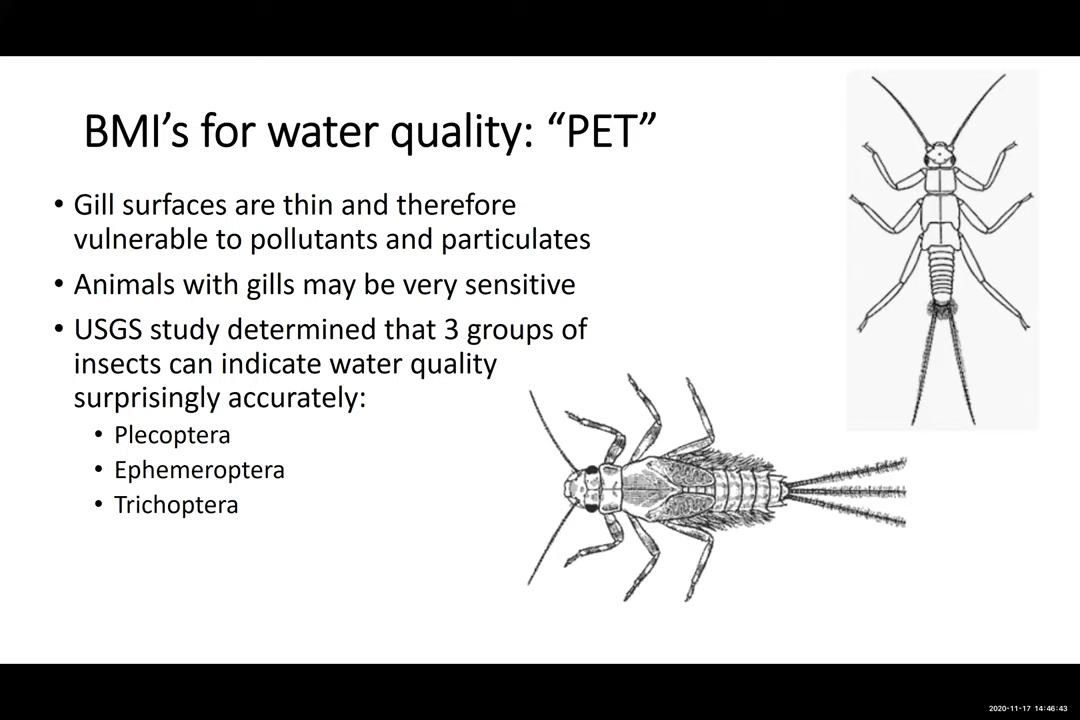 BMI’s for water quality: “PET”
• Gill surfaces are thin and therefore
vulnerable to pollutants and particulates
• Animals with gills may be very sensitive
• USGS study determined that 3 groups of
insects can indicate water quality
surprisingly accurately:
• Plecoptera
• Ephemeroptera
• Trichoptera
2020-11-17 14:46:43